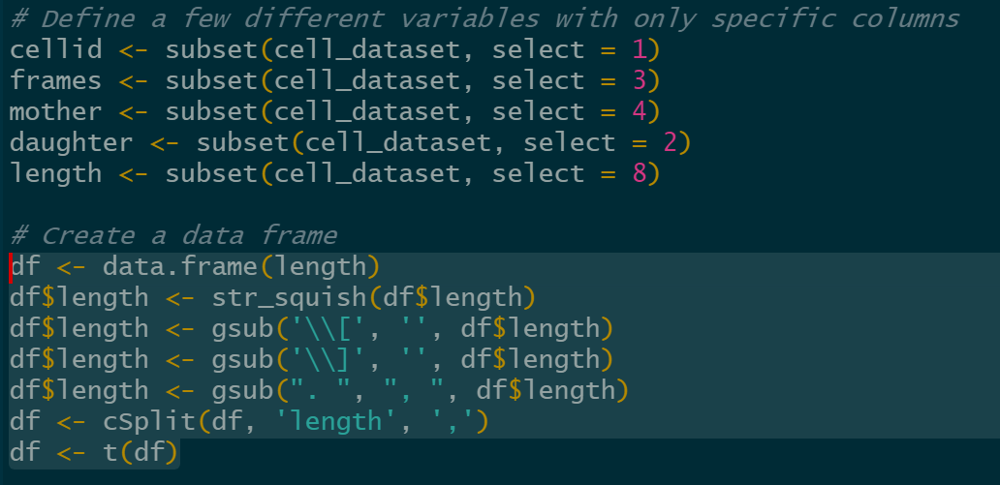 # Define a few different variables with only specific columns
cellid <- subset(cell_dataset, select = 1)
frames <- subset(cell_dataset, select = 3)
mother <- subset(cell_dataset, select = 4)
daughter <- subset(cell_dataset, select = 2)
length <- subset(cell_dataset, select = 8)
# Create a data frame
df <- data.frame(length)
df$length <- str_squish(df$length)
df$length <- gsub('\\[', '', df$length)
df$length <- gsub('\\]', '', df$length)
df$length <- gsub(". ", ", ", df$length)
df <- cSplit(df, 'length', ',')
df <- t(df)